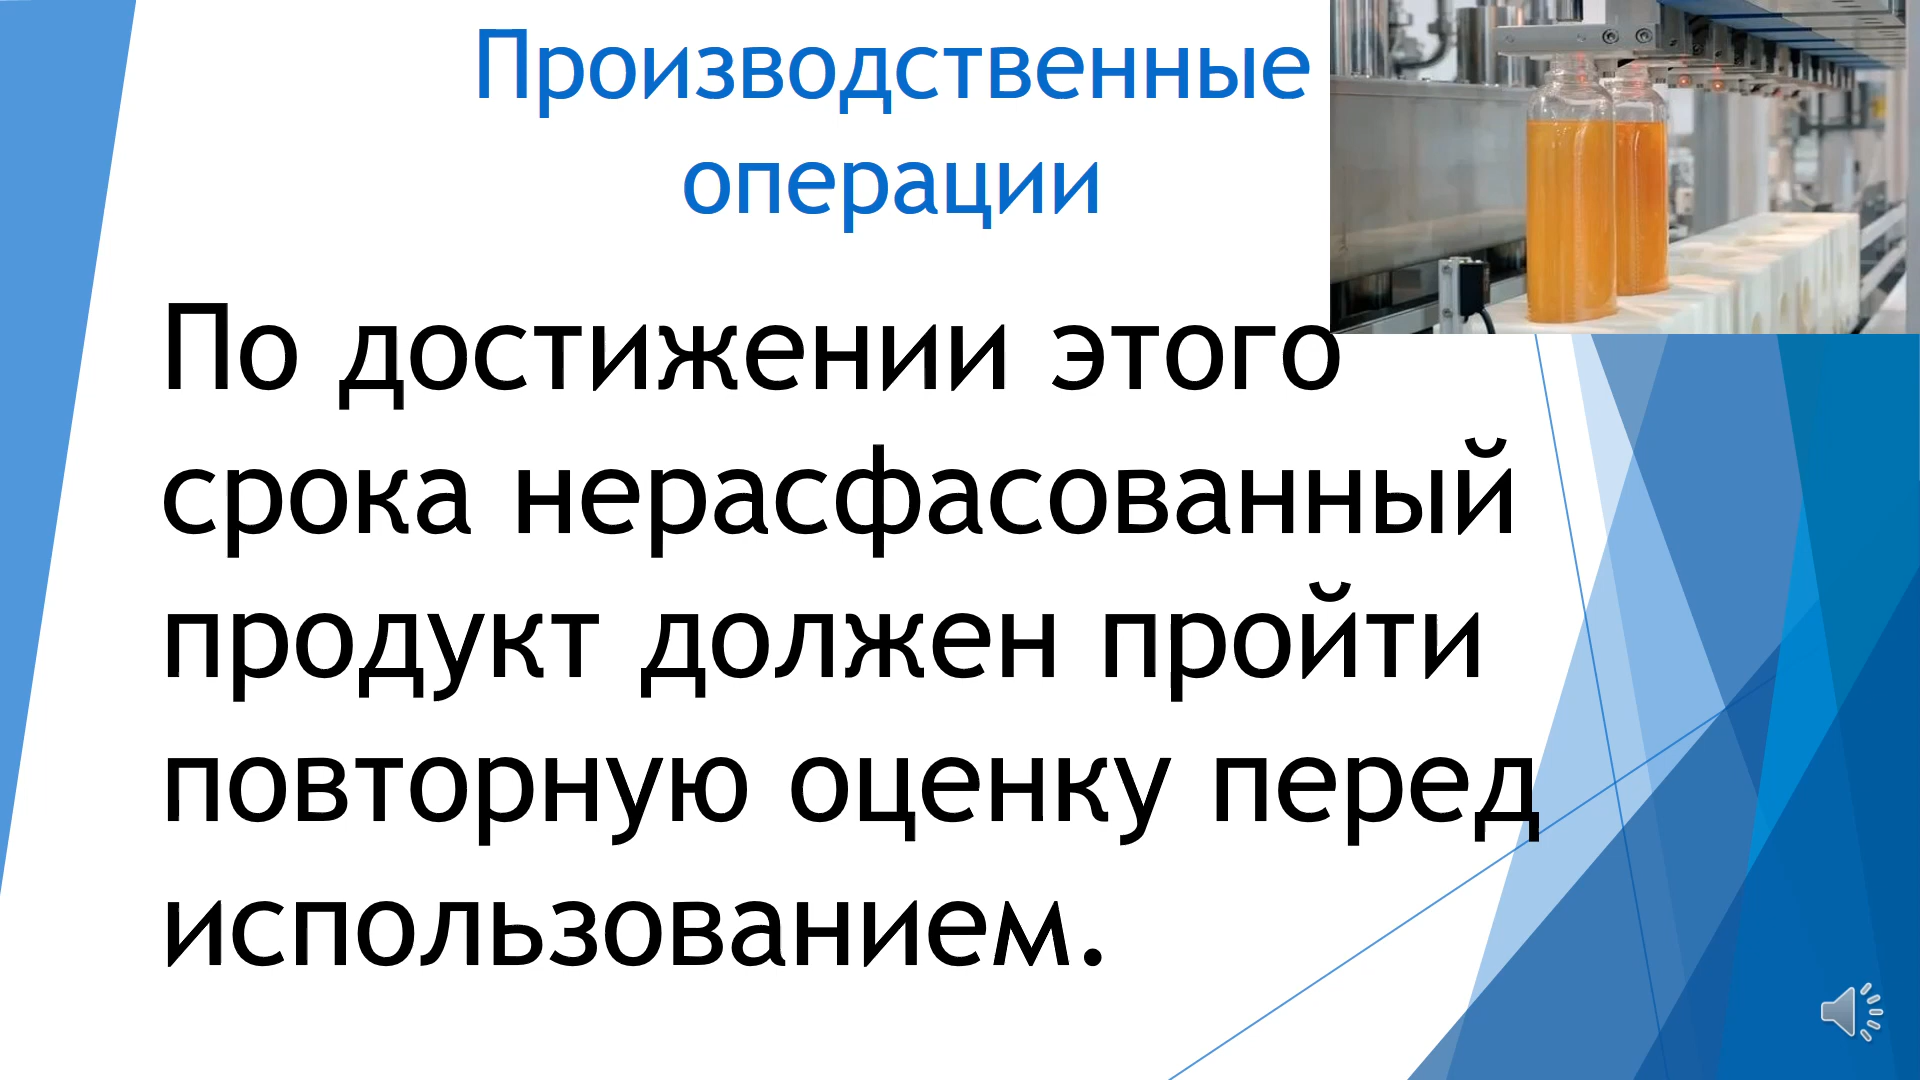 Производственные
операции
По достижении этого
срока нерасфасованный
продукт должен пройти
повторную оценку перед
использованием.